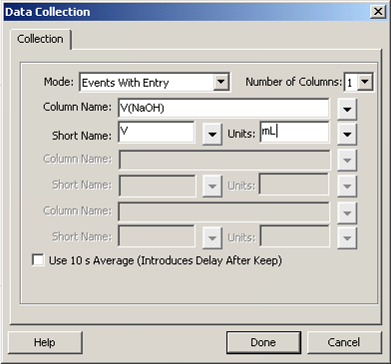 Data Collection
Collection
Mode: Events With Entry Number of Columns: 1
Column Name: V(NaOH)
Short Name: V Units: mL
Column Name:
Short Name: Units:
Column Name:
Short Name: Units:
Use 10 s Average (Introduces Delay After Keep)
Help Done Cancel